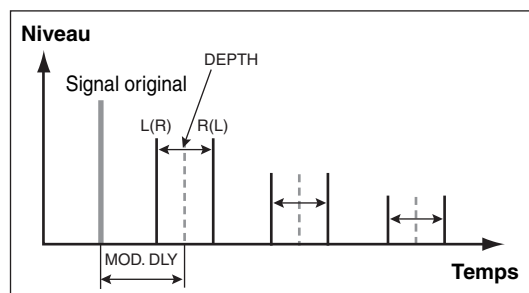 Niveau
DEPTH
Signal original
L(R) R(L)
MOD. DLY
Temps